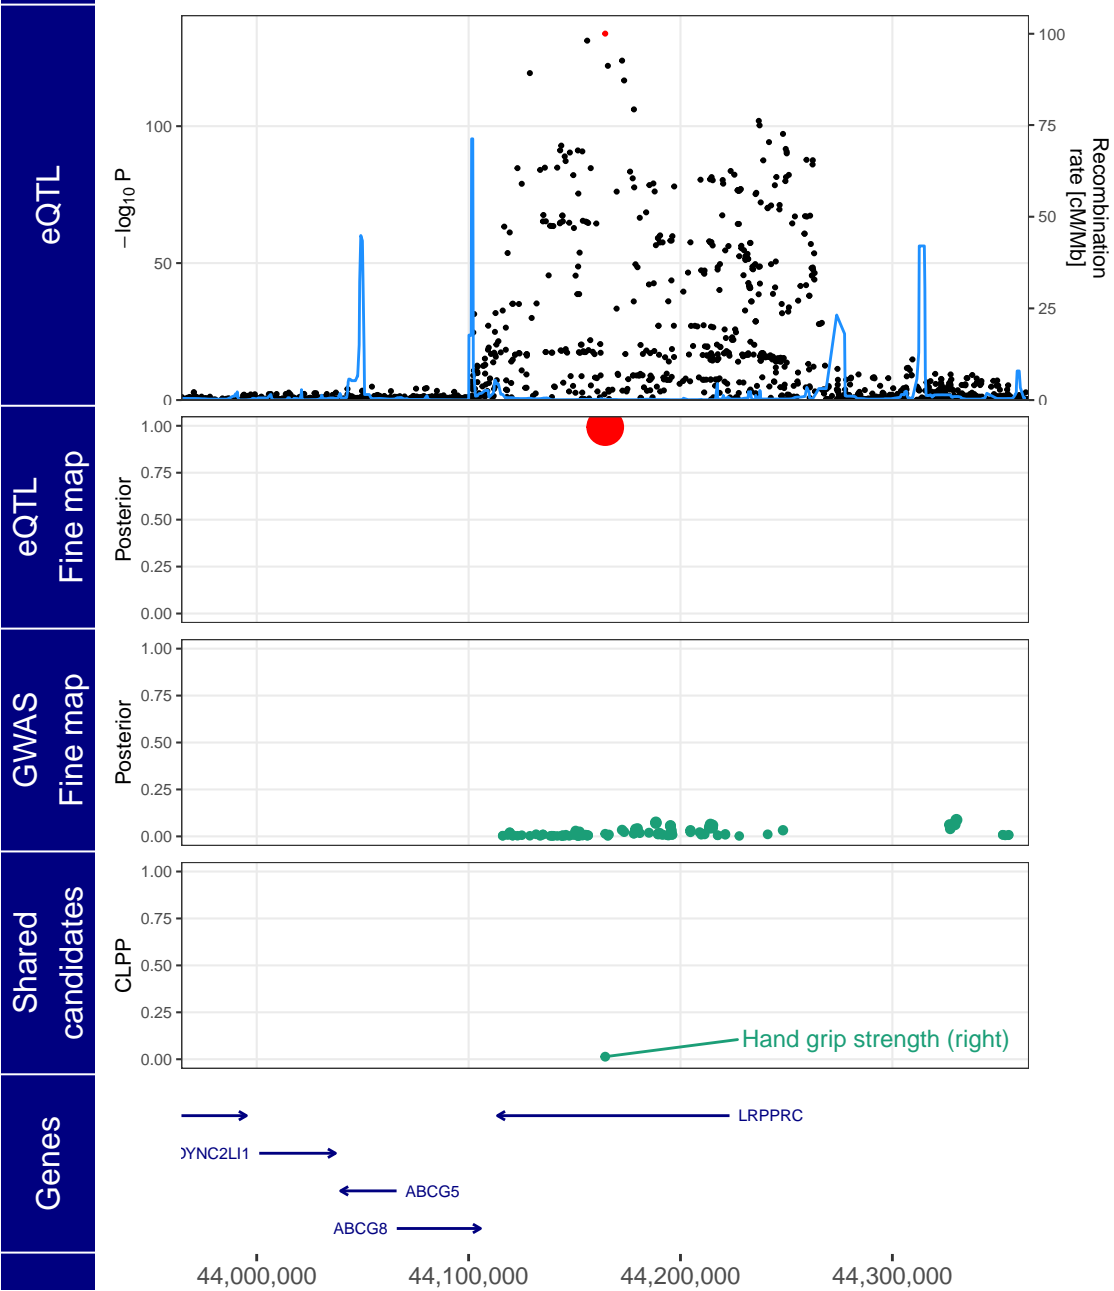 eQTL
−log10 P
100
50
0
100
75
50
25
0
Recombination
rate [cM/Mb]
eQTL
Fine map
Posterior
1.00
0.75
0.50
0.25
0.00
GWAS
Fine map
Posterior
1.00
0.75
0.50
0.25
0.00
Shared
candidates
CLPP
1.00
0.75
0.50
0.25
0.00
Hand grip strength (right)
Genes
LRPPRC
DYNC2LI1
ABCG5
ABCG8
44,000,000
44,100,000
44,200,000
44,300,000